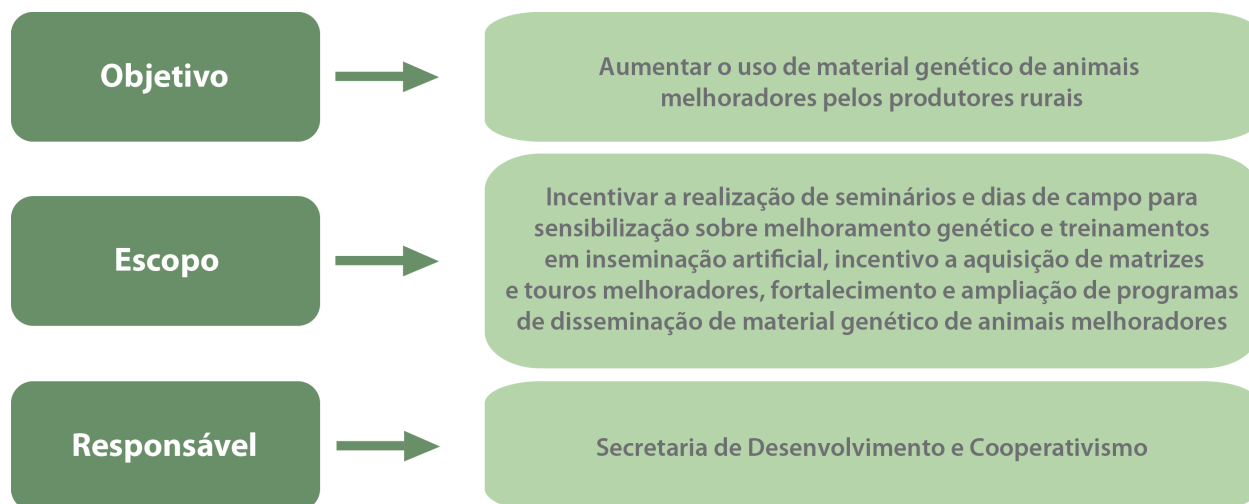 Objetivo
Aumentar o uso de material genético de animais
melhoradores pelos produtores rurais
Escopo
Incentivar a realização de seminários e dias de campo para
sensibilização sobre melhoramento genético e treinamentos
em inseminação artificial, incentivo a aquisição de matrizes
e touros melhoradores, fortalecimento e ampliação de programas
de disseminação de material genético de animais melhoradores
Responsável
Secretaria de Desenvolvimento e Cooperativismo